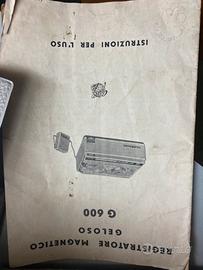 REGISTRATORE MAGNETICO
GELOSO
G 600
ISTRUZIONI PER L'USO